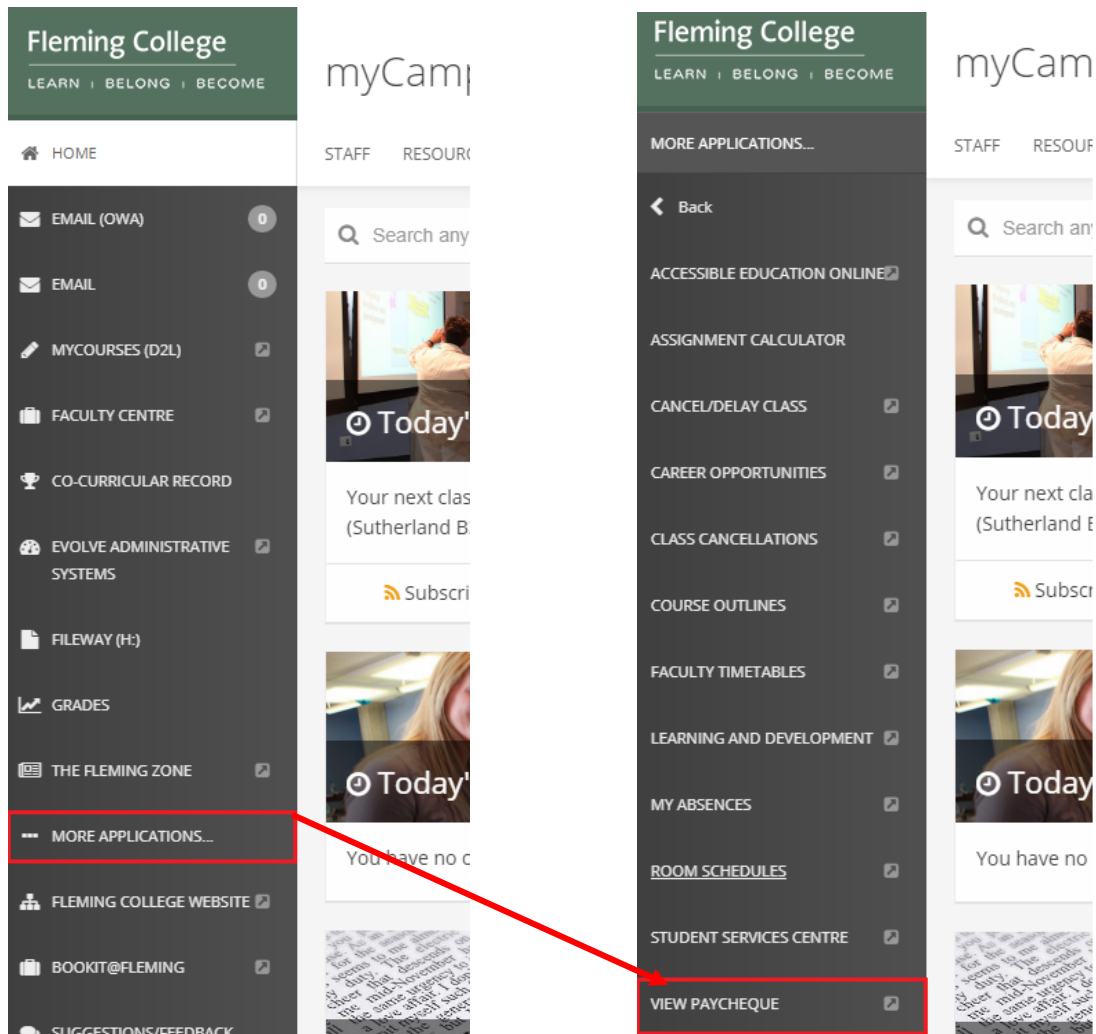 Fleming College
LEARN | BELONG | BECOME
HOME
EMAIL (OWA) 0
EMAIL 0
MYCOURSES (D2L)
FACULTY CENTRE
CO-CURRICULAR RECORD
EVOLVE ADMINISTRATIVE
SYSTEMS
FILEWAY (H:)
GRADES
THE FLEMING ZONE
MORE APPLICATIONS...
FLEMING COLLEGE WEBSITE
BOOKIT@FLEMING
SUGGESTIONS/FEEDBACK
myCamp
STAFF RESOUR
Search any
Today'
Your next clas
(Sutherland B
Subscri
Today'
You have no c
Fleming College
LEARN | BELONG | BECOME
MORE APPLICATIONS...
Back
ACCESSIBLE EDUCATION ONLINE
ASSIGNMENT CALCULATOR
CANCEL/DELAY CLASS
CAREER OPPORTUNITIES
CLASS CANCELLATIONS
COURSE OUTLINES
FACULTY TIMETABLES
LEARNING AND DEVELOPMENT
MY ABSENCES
ROOM SCHEDULES
STUDENT SERVICES CENTRE
VIEW PAYCHEQUE
myCam
STAFF RESOU
Search an
Today
Your next cla
(Sutherland
Subscr
Today
You have no